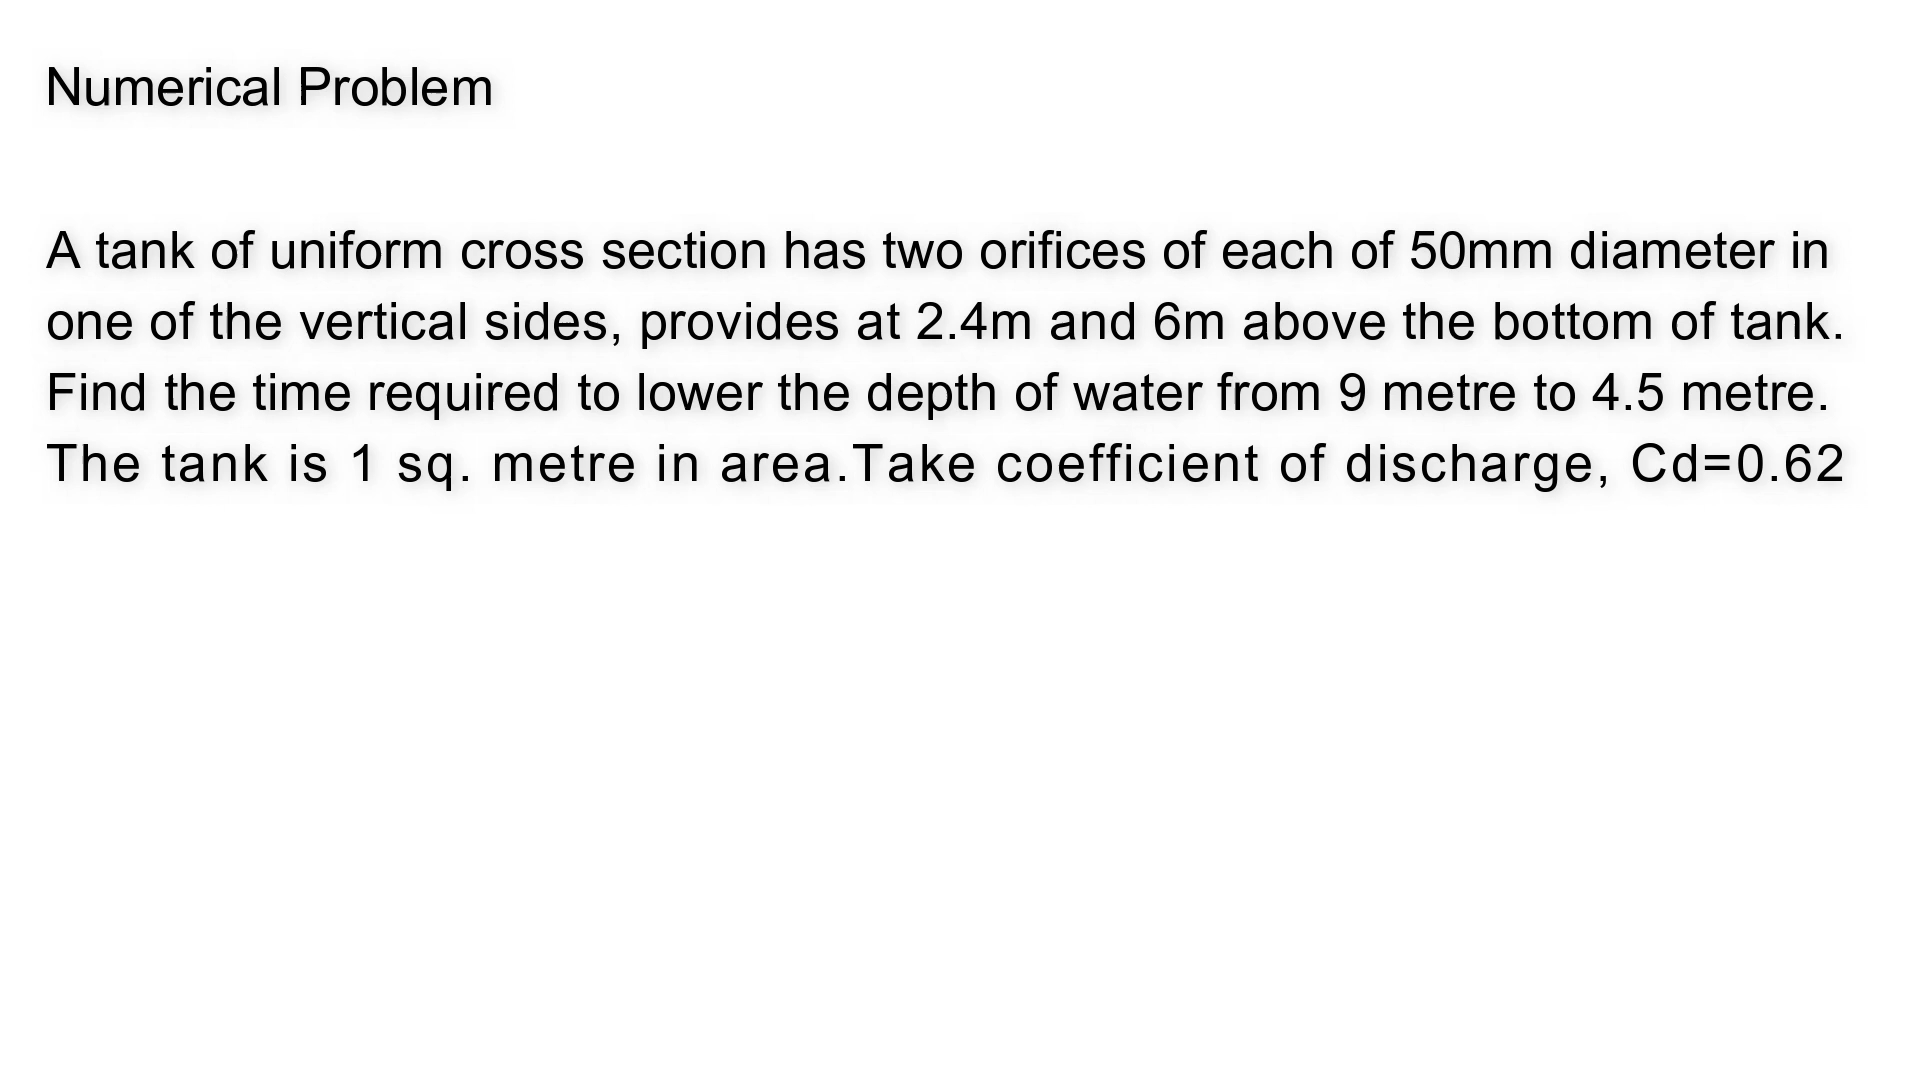 Numerical Problem
A tank of uniform cross section has two orifices of each of 50mm diameter in
one of the vertical sides, provides at 2.4m and 6m above the bottom of tank.
Find the time required to lower the depth of water from 9 metre to 4.5 metre.
The tank is 1 sq. metre in area.Take coefficient of discharge, Cd=0.62